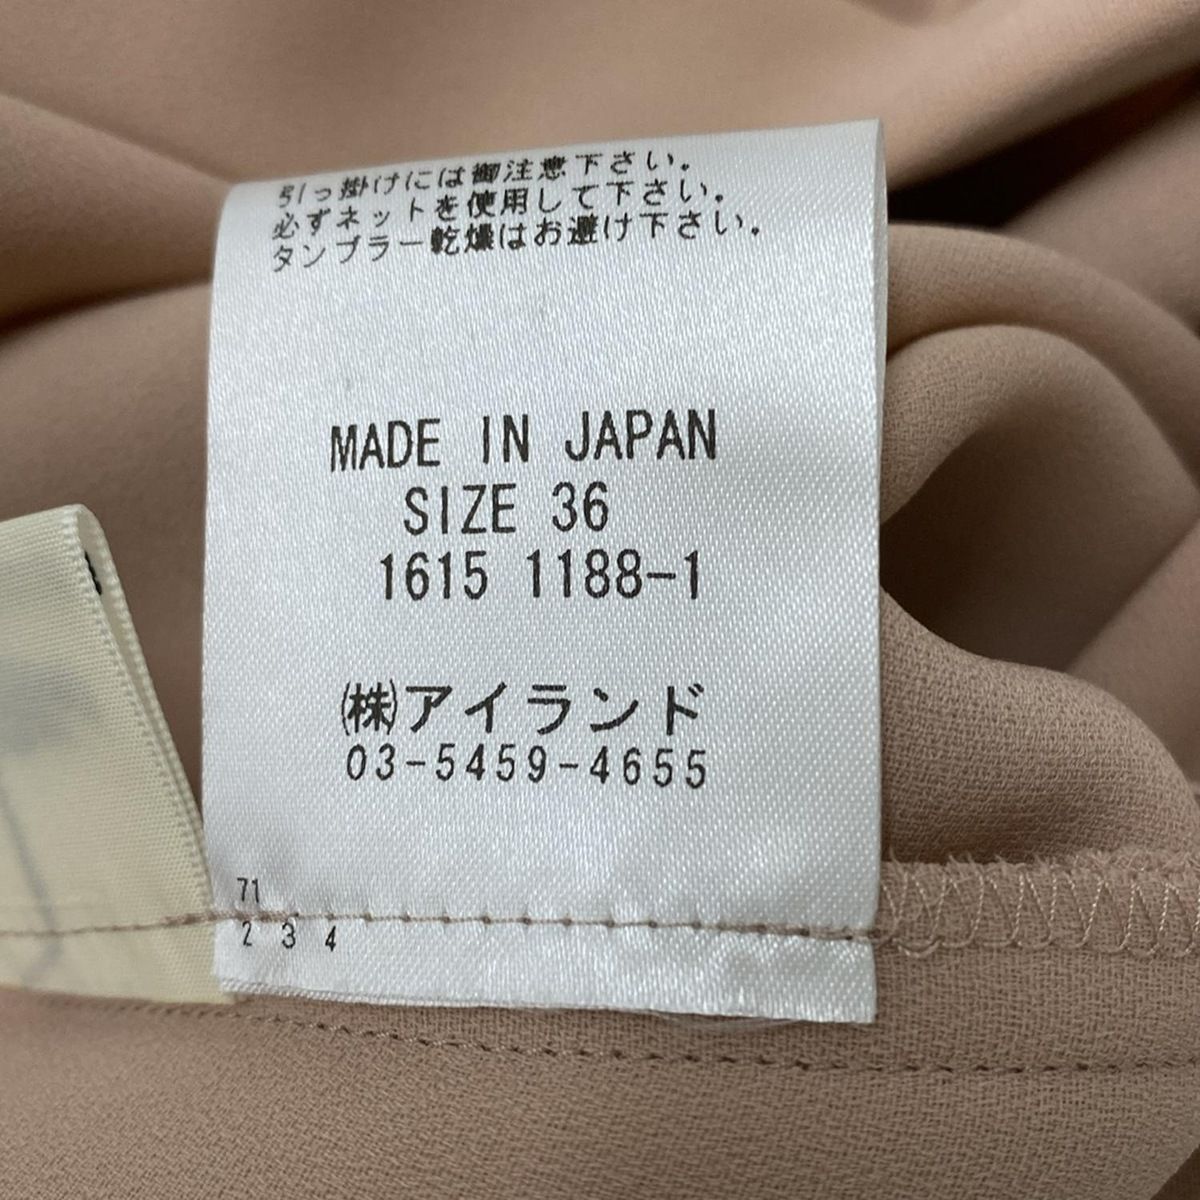 引っ掛けには御注意下さい。
必ずネットを使用して下さい。
タンブラー乾燥はお避け下さい。
MADE IN JAPAN
SIZE 36
1615 1188-1
㈱アイランド
03-5459-4655
71
2 3 4